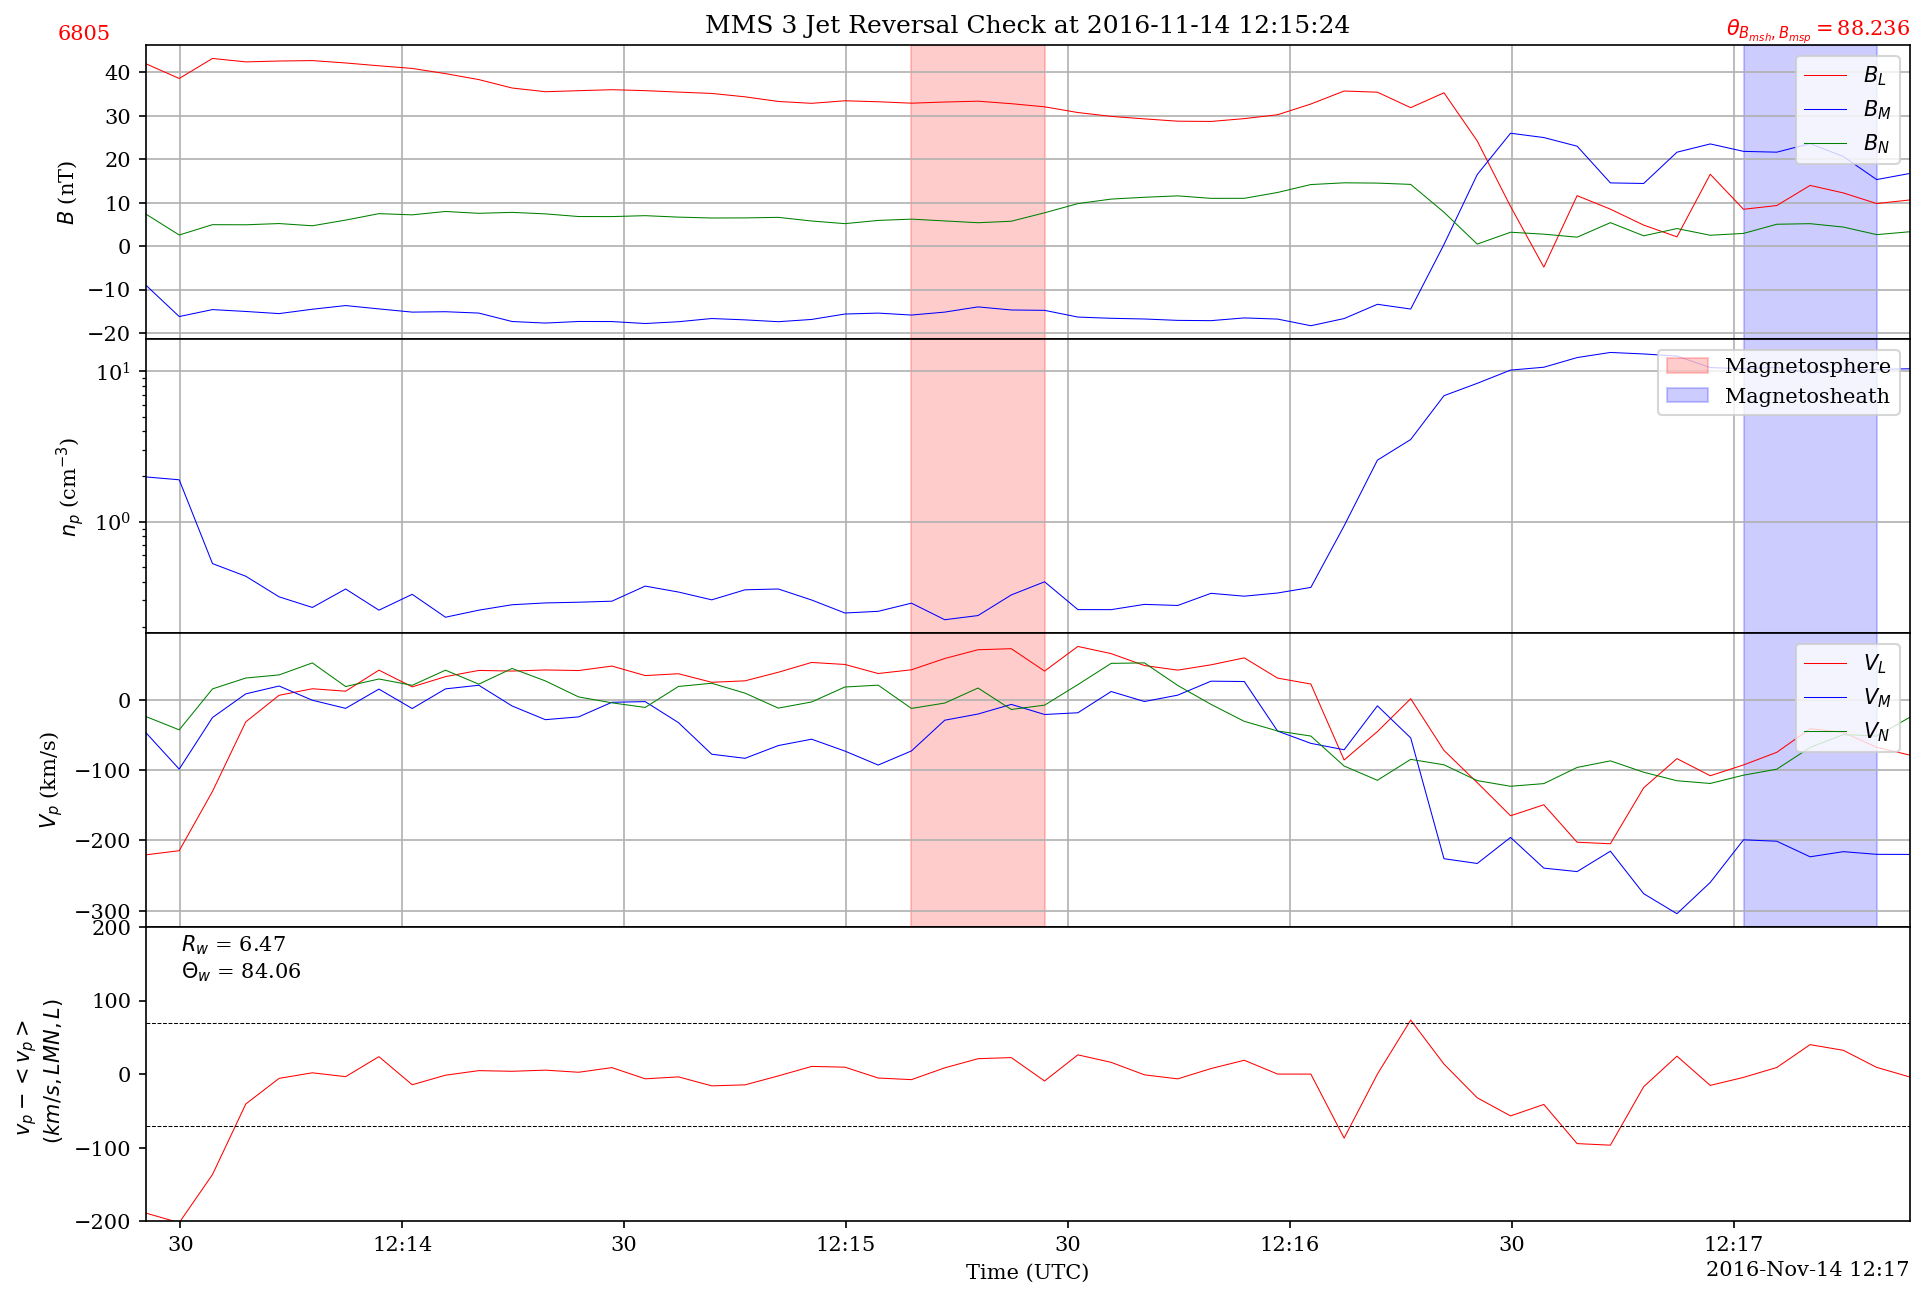 6805
MMS 3 Jet Reversal Check at 2016-11-14 12:15:24
θ_{B_{msh}, B_{msp}} = 88.236
B (nT)
40
30
20
10
0
−10
−20
B_L
B_M
B_N
n_p (cm^{−3})
10^1
10^0
Magnetosphere
Magnetosheath
V_p (km/s)
0
−100
−200
−300
V_L
V_M
V_N
v_p − < v_p >
(km/s, LMN, L)
200
100
0
−100
−200
R_w = 6.47
Θ_w = 84.06
30 12:14 30 12:15 30 12:16 30 12:17
Time (UTC)
2016-Nov-14 12:17